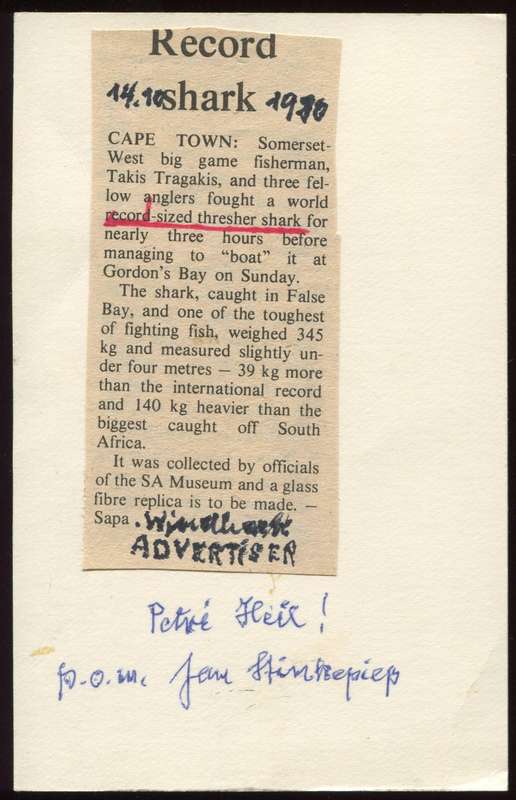 Record
14.10 shark 1980
CAPE TOWN: Somerset-
West big game fisherman,
Takis Tragakis, and three fel-
low anglers fought a world
record-sized thresher shark for
nearly three hours before
managing to “boat” it at
Gordon’s Bay on Sunday.
The shark, caught in False
Bay, and one of the toughest
of fighting fish, weighed 345
kg and measured slightly un-
der four metres — 39 kg more
than the international record
and 140 kg heavier than the
biggest caught off South
Africa.
It was collected by officials
of the SA Museum and a glass
fibre replica is to be made. —
Sapa. Windhoek
ADVERTISER
Petri Heil!
p.o.m. Jan